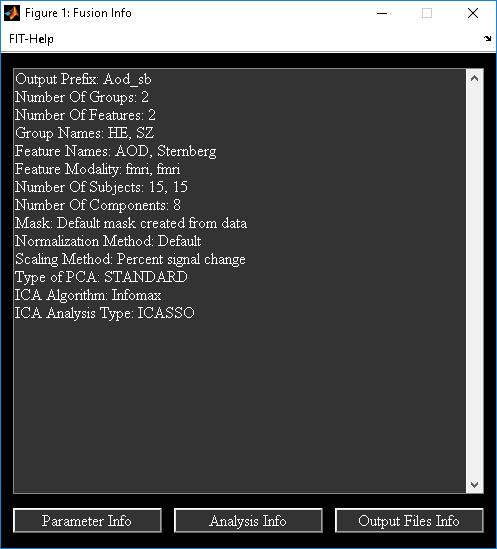 Figure 1: Fusion Info
FIT-Help
Output Prefix: Aod_sb
Number Of Groups: 2
Number Of Features: 2
Group Names: HE, SZ
Feature Names: AOD, Sternberg
Feature Modality: fmri, fmri
Number Of Subjects: 15, 15
Number Of Components: 8
Mask: Default mask created from data
Normalization Method: Default
Scaling Method: Percent signal change
Type of PCA: STANDARD
ICA Algorithm: Infomax
ICA Analysis Type: ICASSO
Parameter Info Analysis Info Output Files Info